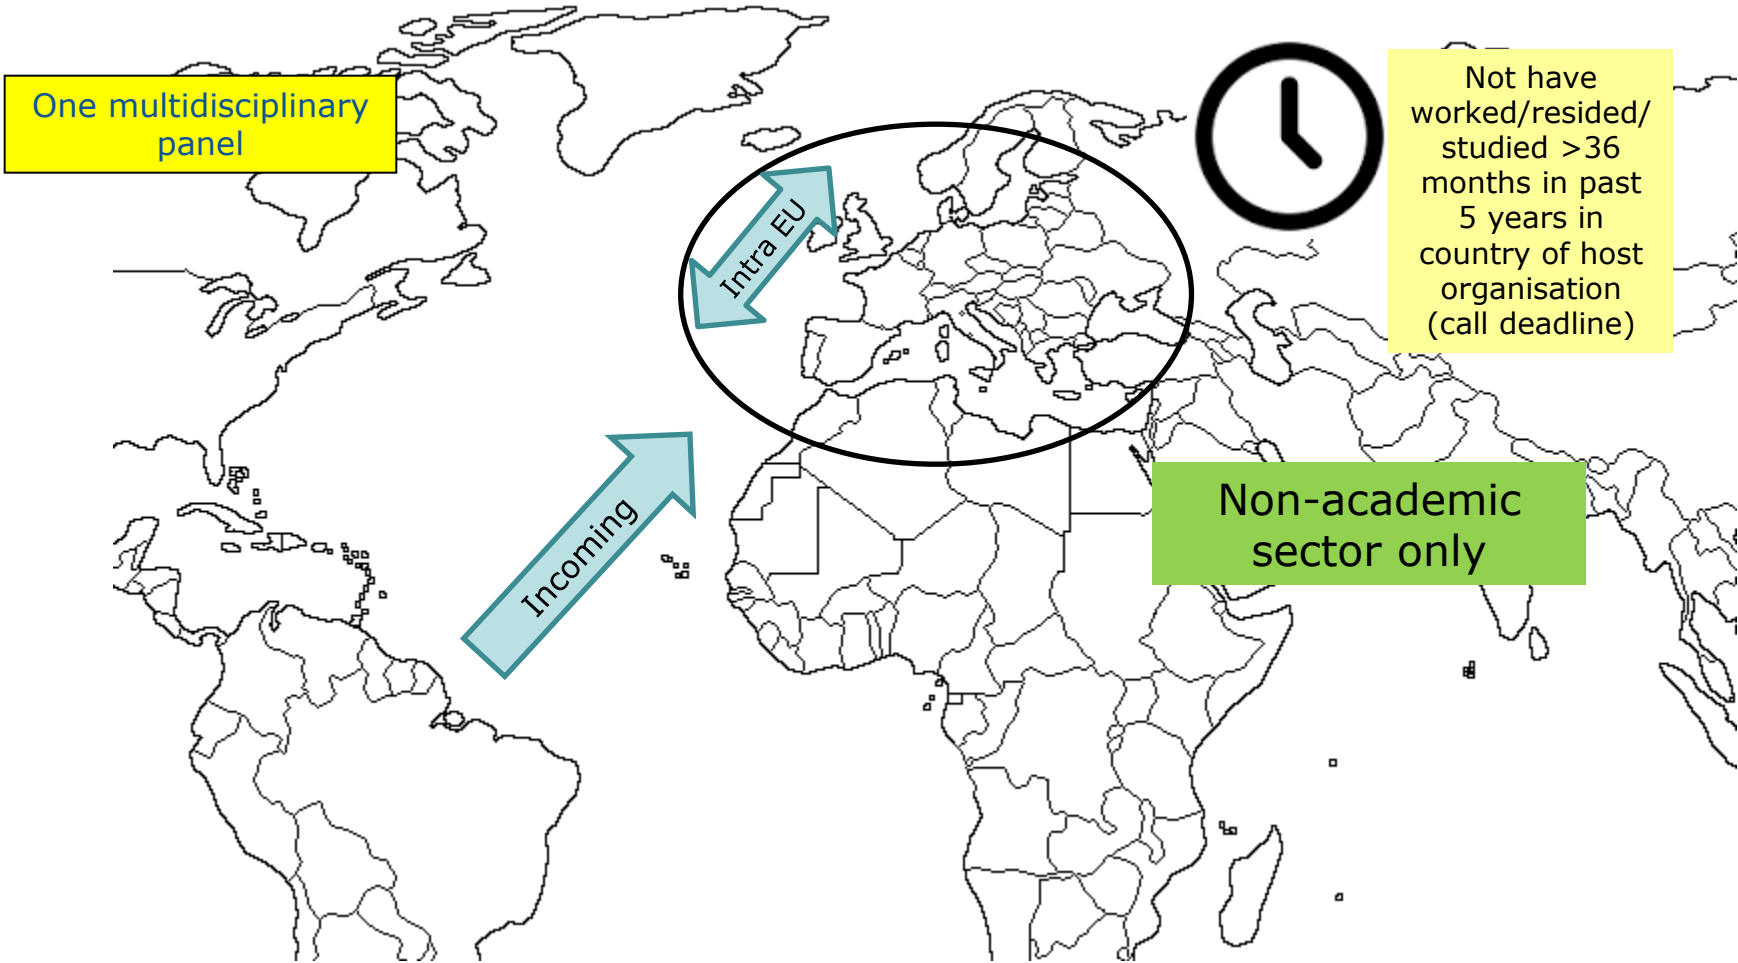 One multidisciplinary
panel
Not have
worked/resided/
studied >36
months in past
5 years in
country of host
organisation
(call deadline)
Intra EU
Incoming
Non-academic
sector only